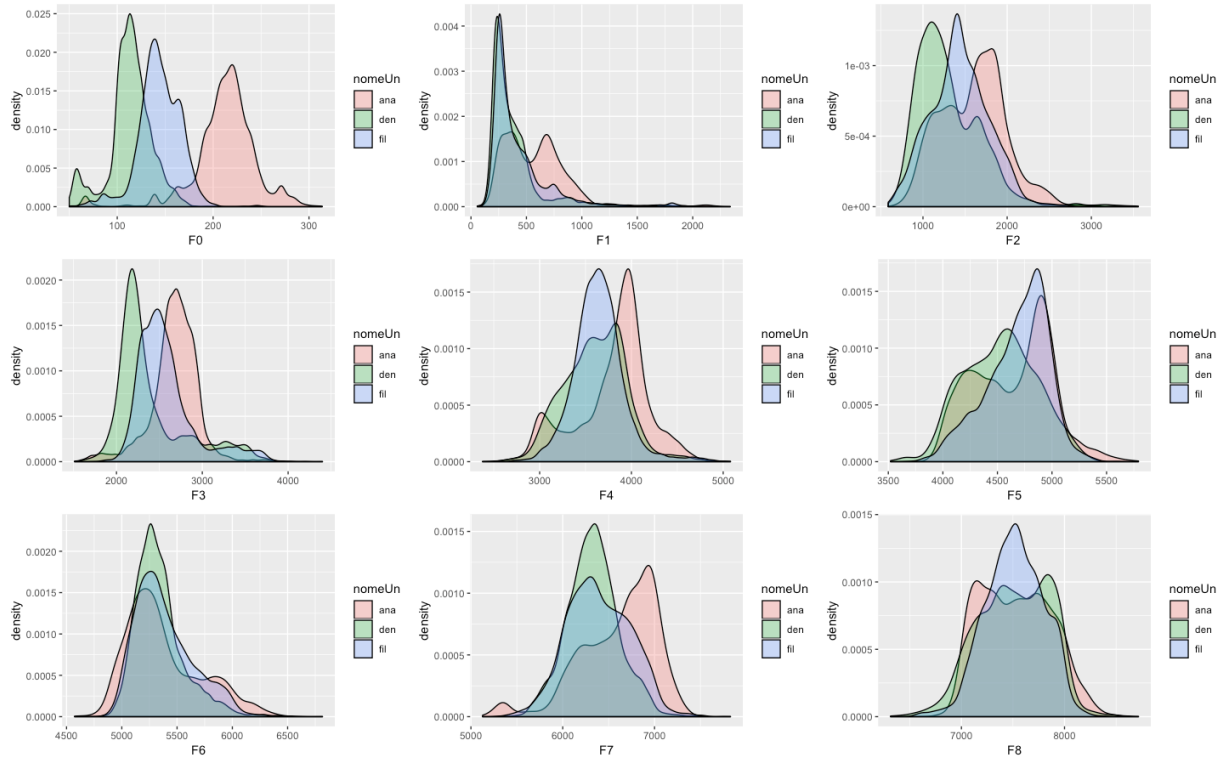 density
0.025
0.020
0.015
0.010
0.005
0.000
100
200
300
F0
nomeUn
ana
den
fil
density
0.004
0.003
0.002
0.001
0.000
0
500
1000
1500
2000
F1
nomeUn
ana
den
fil
density
1e-03
5e-04
0e+00
1000
2000
3000
F2
nomeUn
ana
den
fil
density
0.0020
0.0015
0.0010
0.0005
0.0000
2000
3000
4000
F3
nomeUn
ana
den
fil
density
0.0015
0.0010
0.0005
0.0000
3000
4000
5000
F4
nomeUn
ana
den
fil
density
0.0015
0.0010
0.0005
0.0000
3500
4000
4500
5000
5500
F5
nomeUn
ana
den
fil
density
0.0020
0.0015
0.0010
0.0005
0.0000
4500
5000
5500
6000
6500
F6
nomeUn
ana
den
fil
density
0.0015
0.0010
0.0005
0.0000
5000
6000
7000
F7
nomeUn
ana
den
fil
density
0.0015
0.0010
0.0005
0.0000
7000
8000
F8
nomeUn
ana
den
fil